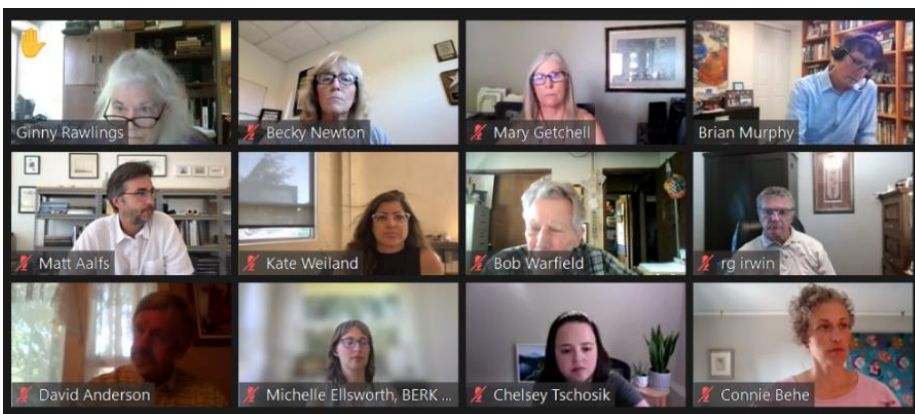 Ginny Rawlings
Becky Newton
Mary Getchell
Brian Murphy
Matt Aalfs
Kate Weiland
Bob Warfield
rg irwin
David Anderson
Michelle Ellsworth, BERK ...
Chelsey Tschosik
Connie Behe